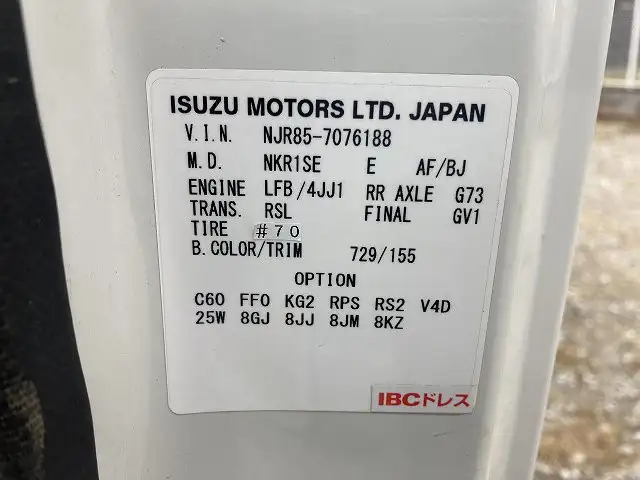 ISUZU MOTORS LTD. JAPAN
V.I.N. NJR85-7076188
M.D. NKR1SE E AF/BJ
ENGINE LFB/4JJ1 RR AXLE G73
TRANS. RSL FINAL GV1
TIRE #70
B.COLOR/TRIM 729/155
OPTION
C60 FF0 KG2 RPS RS2 V4D
25W 8GJ 8JJ 8JM 8KZ
IBCドレス